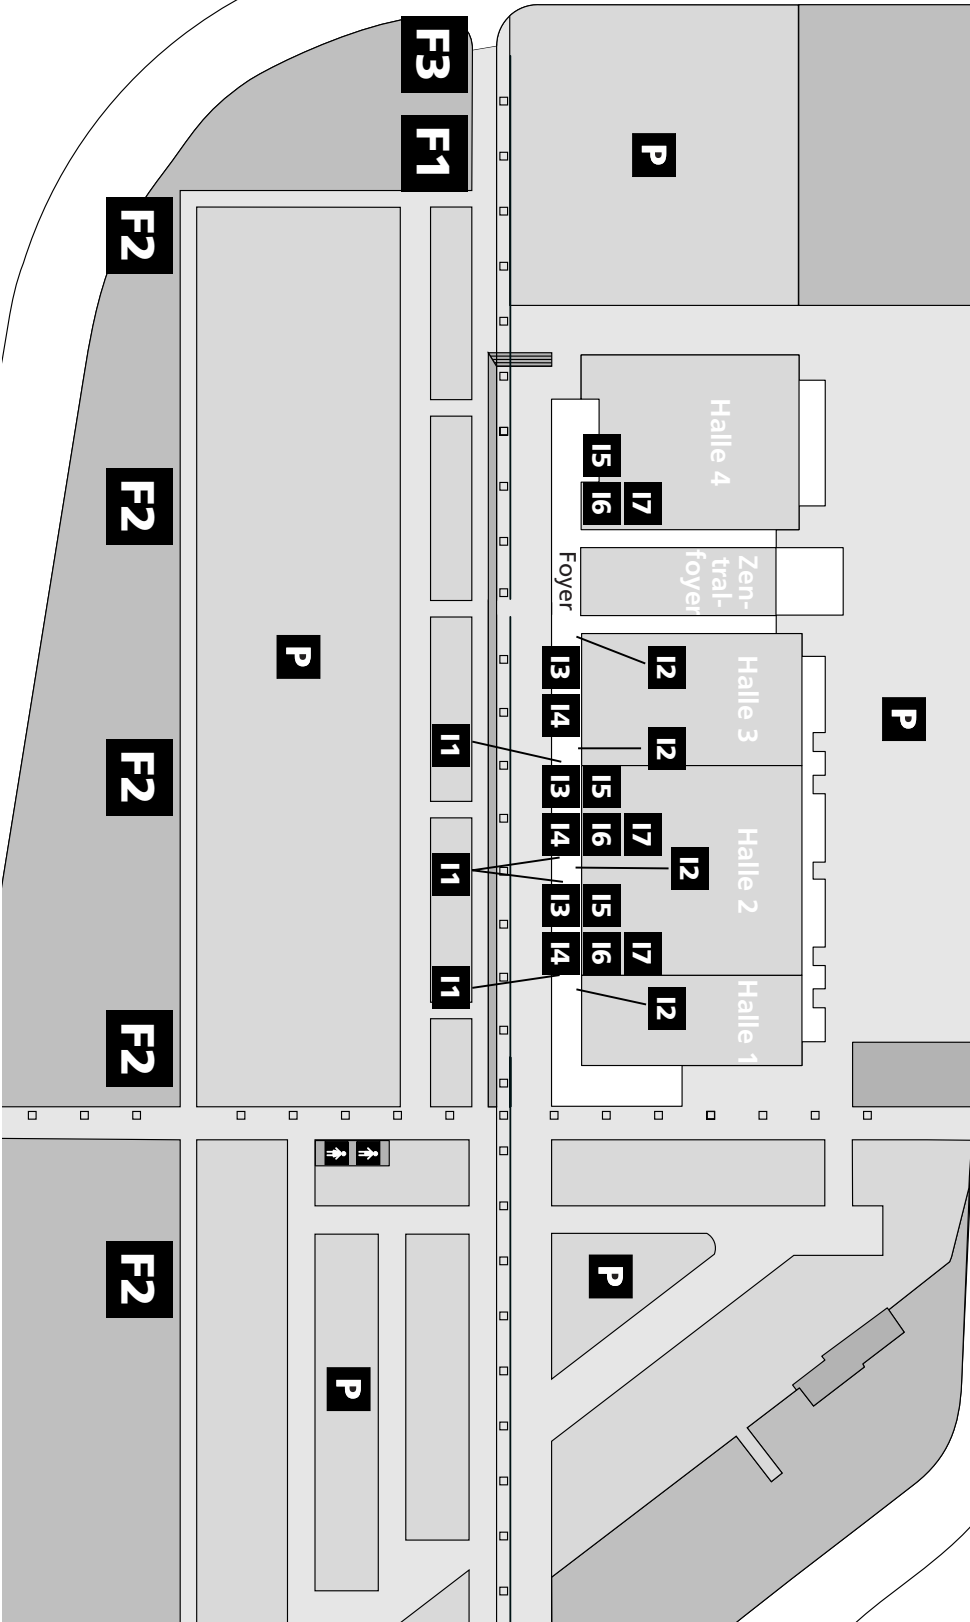 P
Halle 4
Zen-
tral-
foyer
Halle 3
Halle 2
Halle 1
P
I2
I2
I2
I2
I7
I7
I7
P
I5
I6
I5
I6
I5
I6
Foyer
I3
I4
I3
I4
I3
I4
I1
I1
I1
F3
F1
P
P
F2
F2
F2
F2
F2